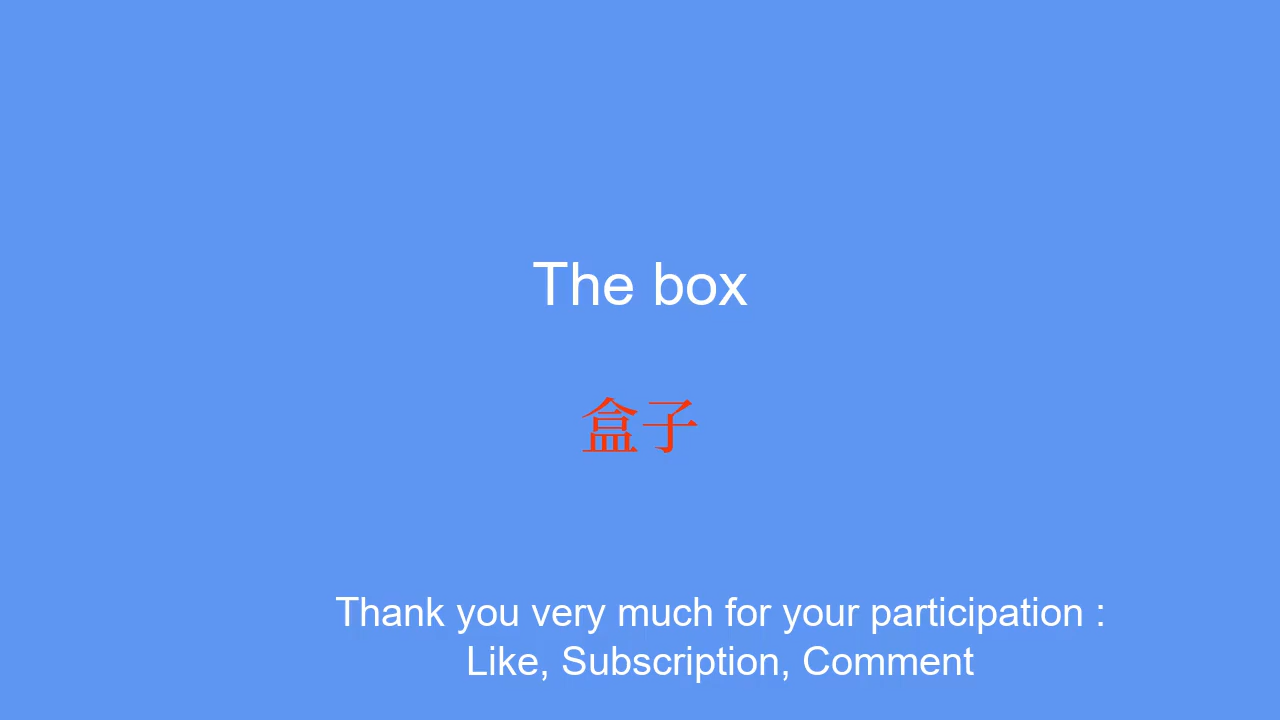 The box
盒子
Thank you very much for your participation :
Like, Subscription, Comment